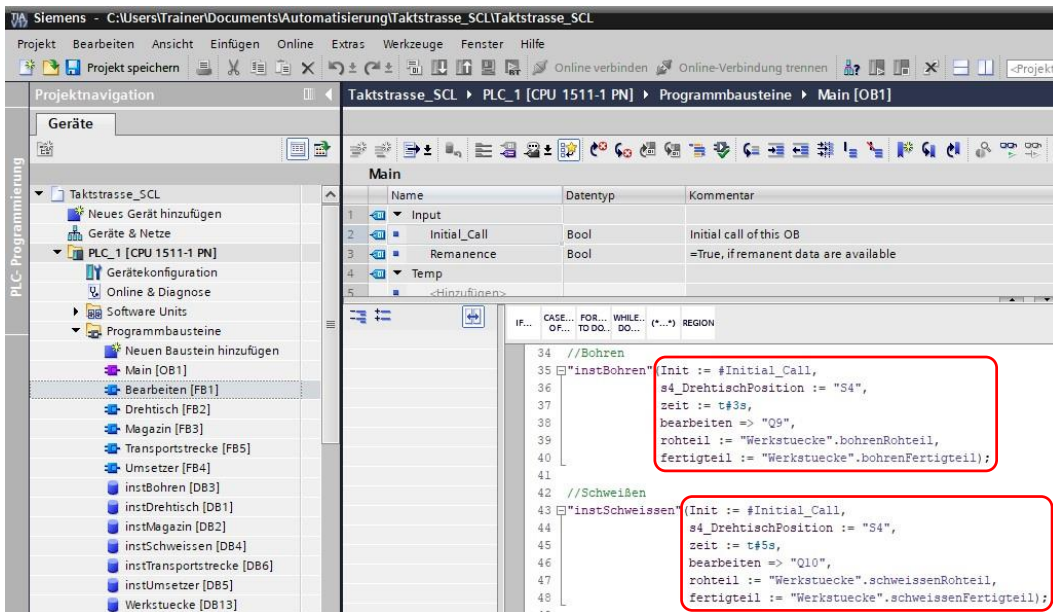 Siemens - C:\Users\Trainer\Documents\Automatisierung\Taktstrasse_SCL\Taktstrasse_SCL
Projekt Bearbeiten Ansicht Einfügen Online Extras Werkzeuge Fenster Hilfe
Projekt speichern Online verbinden Online-Verbindung trennen <Projekt
Projektnavigation
Taktstrasse_SCL PLC_1 [CPU 1511-1 PN] Programmbausteine Main [OB1]
Geräte
PLC-Programmierung
Taktstrasse_SCL
Neues Gerät hinzufügen
Geräte & Netze
PLC_1 [CPU 1511-1 PN]
Gerätekonfiguration
Online & Diagnose
Software Units
Programmbausteine
Neuen Baustein hinzufügen
Main [OB1]
Bearbeiten [FB1]
Drehtisch [FB2]
Magazin [FB3]
Transportstrecke [FB5]
Umsetzer [FB4]
instBohren [DB3]
instDrehtisch [DB1]
instMagazin [DB2]
instSchweissen [DB4]
instTransportstrecke [DB6]
instUmsetzer [DB5]
Werkstuecke [DB13]
Main
Name Datentyp Kommentar
1 Input
2 Initial_Call Bool Initial call of this OB
3 Remanence Bool =True, if remanent data are available
4 Temp
5 <Hinzufügen>
IF... CASE... OF... FOR... TO DO.. WHILE.. DO... (*...*) REGION
34 //Bohren
35 "instBohren"(Init := #Initial_Call,
36 s4_DrehtischPosition := "S4",
37 zeit := t#3s,
38 bearbeiten => "Q9",
39 rohteil := "Werkstuecke".bohrenRohteil,
40 fertigteil := "Werkstuecke".bohrenFertigteil);
41
42 //Schweißen
43 "instSchweissen"(Init := #Initial_Call,
44 s4_DrehtischPosition := "S4",
45 zeit := t#5s,
46 bearbeiten => "Q10",
47 rohteil := "Werkstuecke".schweissenRohteil,
48 fertigteil := "Werkstuecke".schweissenFertigteil);